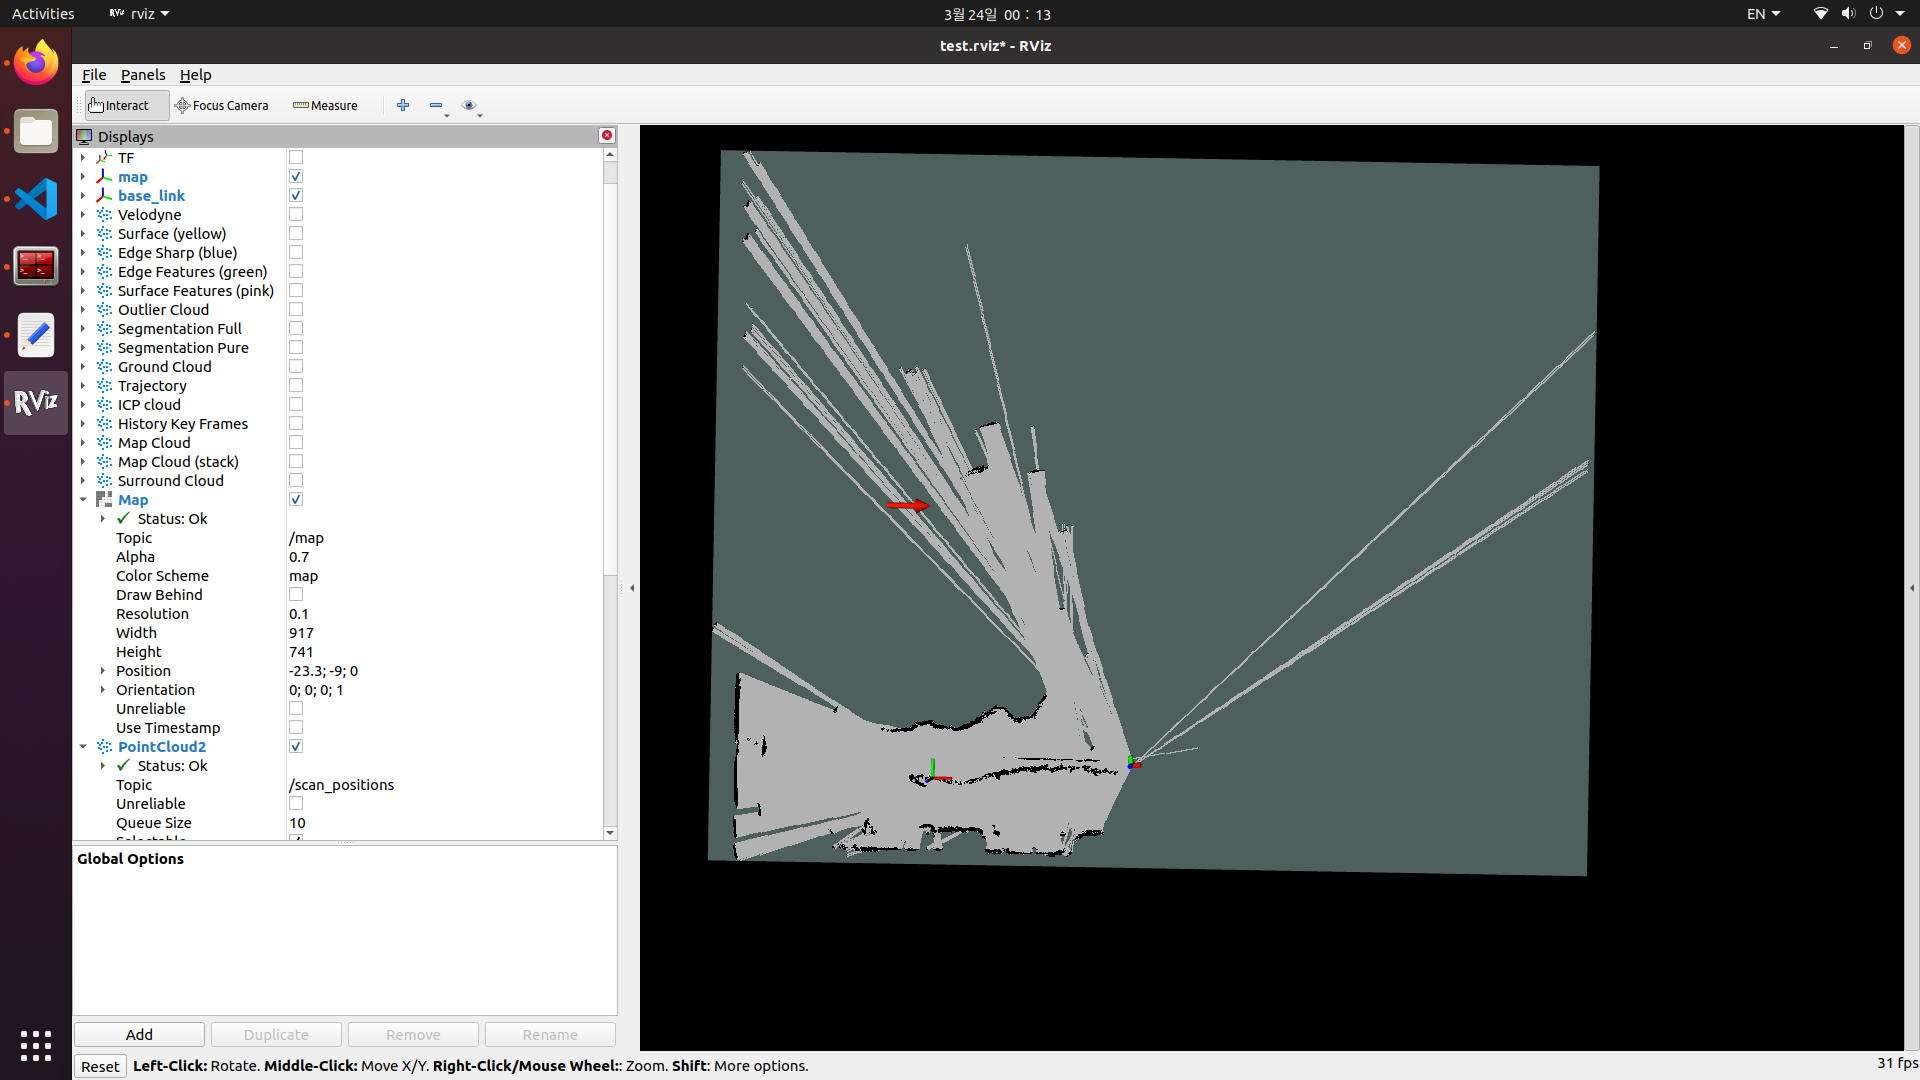 Activities
RViz
rviz
3월 24일 00 : 13
EN
test.rviz* - RViz
File Panels Help
Interact Focus Camera Measure
Displays
TF
map
base_link
Velodyne
Surface (yellow)
Edge Sharp (blue)
Edge Features (green)
Surface Features (pink)
Outlier Cloud
Segmentation Full
Segmentation Pure
Ground Cloud
Trajectory
ICP cloud
History Key Frames
Map Cloud
Map Cloud (stack)
Surround Cloud
Map
Status: Ok
Topic /map
Alpha 0.7
Color Scheme map
Draw Behind
Resolution 0.1
Width 917
Height 741
Position -23.3; -9; 0
Orientation 0; 0; 0; 1
Unreliable
Use Timestamp
PointCloud2
Status: Ok
Topic /scan_positions
Unreliable
Queue Size 10
RViz
Global Options
Add Duplicate Remove Rename
Reset Left-Click: Rotate. Middle-Click: Move X/Y. Right-Click/Mouse Wheel:: Zoom. Shift: More options.
31 fps